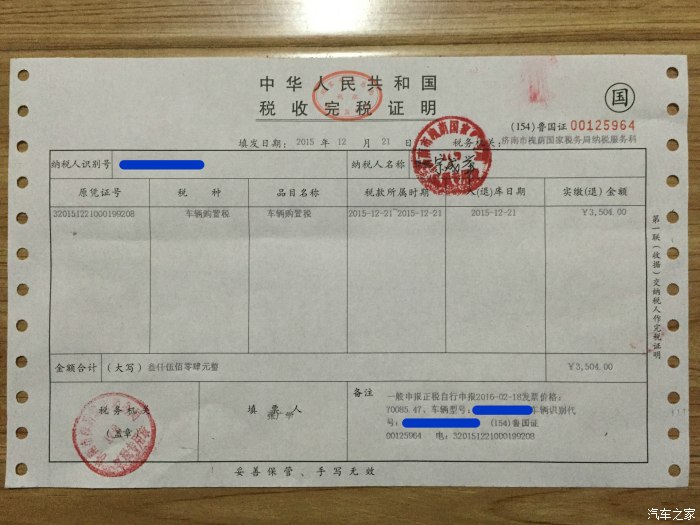 中华人民共和国
税收完税证明
国
(154)鲁国证 00125964
填发日期: 2015 年 12 月 21 日 税务机关: 济南市槐荫国家税务局纳税服务科
纳税人识别号 纳税人名称
原凭证号 税 种 品目名称 税款所属时期 入(退)库日期 实缴(退)金额
320151221000199208 车辆购置税 车辆购置税 2015-12-21~2015-12-21 2015-12-21 ¥3,504.00
金额合计 (大写) 叁仟伍佰零肆元整 ¥3,504.00
税务机关
(盖章)
填 票 人
备注
一般申报正税自行申报2016-02-18发票价格:
70085.47, 车辆型号: 车辆识别代
号: (154)鲁国证
00125964 电: 320151221000199208
第一联(收据)交纳税人作完税证明
妥善保管、手写无效
汽车之家